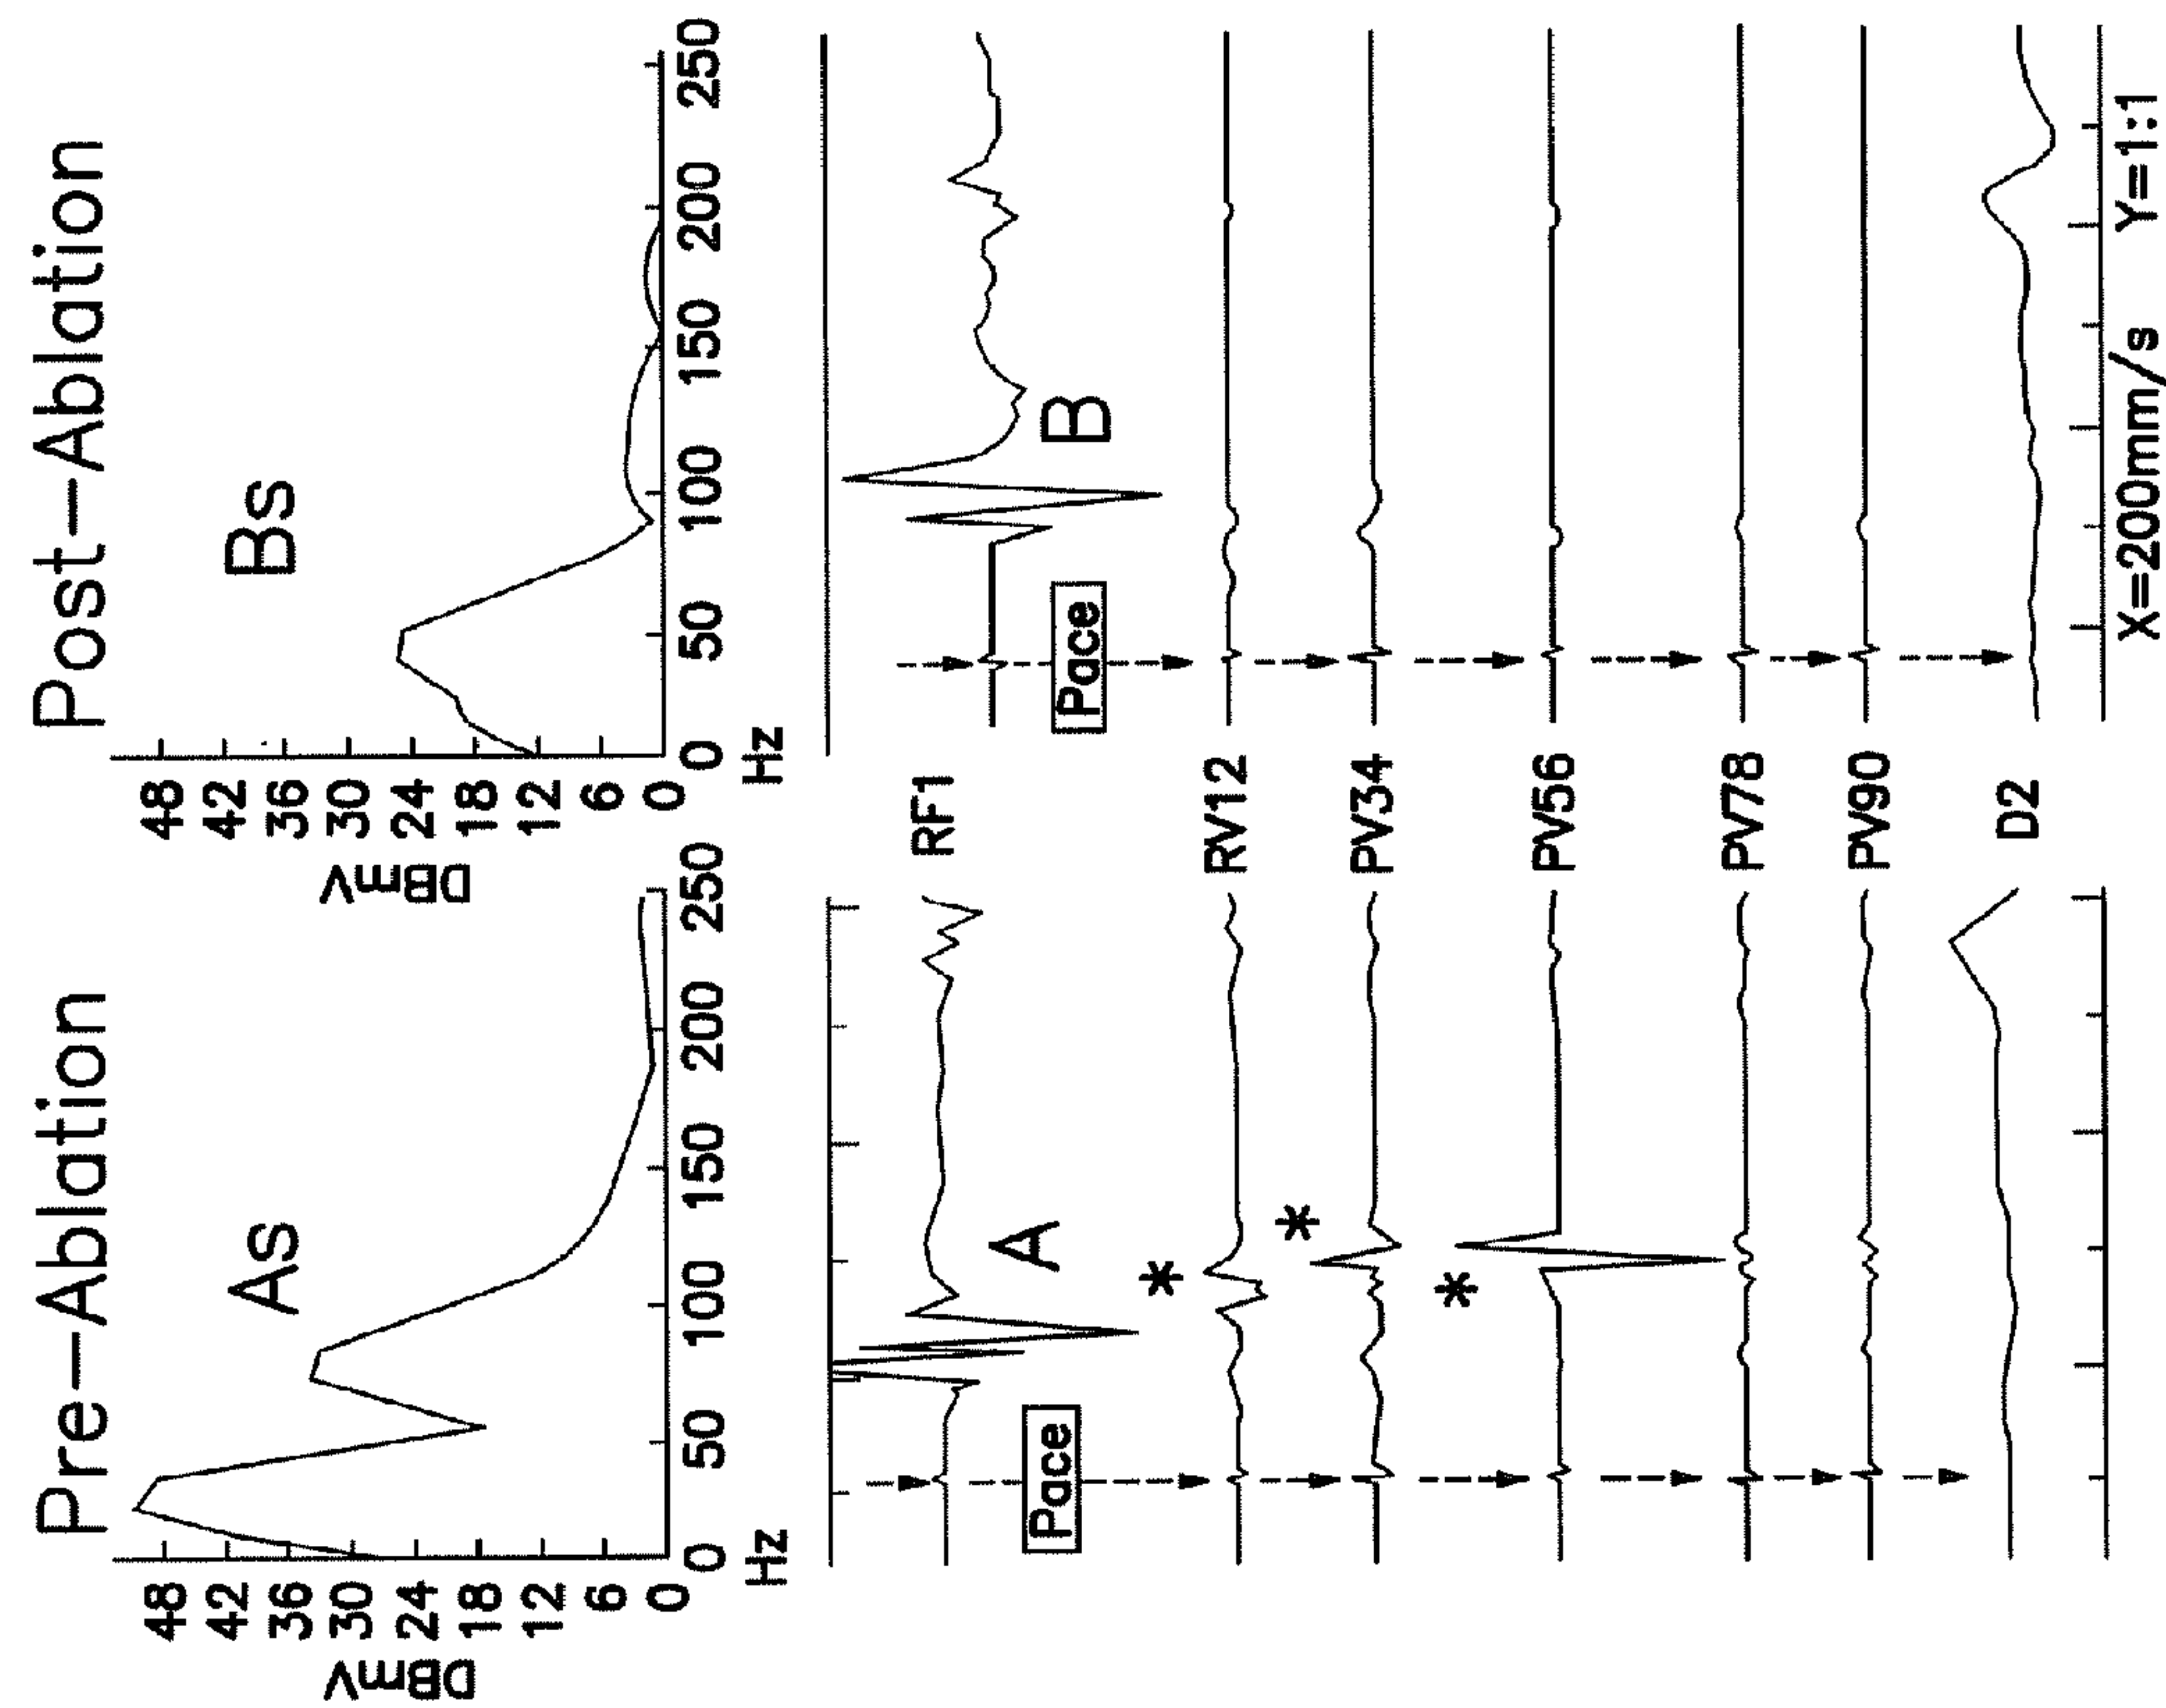 Pre-Ablation
Post-Ablation
As
Bs
DBmV
48
42
36
30
24
18
12
6
0
0 50 100 150 200 250
Hz
DBmV
48
42
36
30
24
18
12
6
0
0 50 100 150 200 250
Hz
RF1
A
B
Pace
Pace
*
RV12
*
PV34
*
PV56
PV78
PV90
D2
X=200mm/s Y=1:1